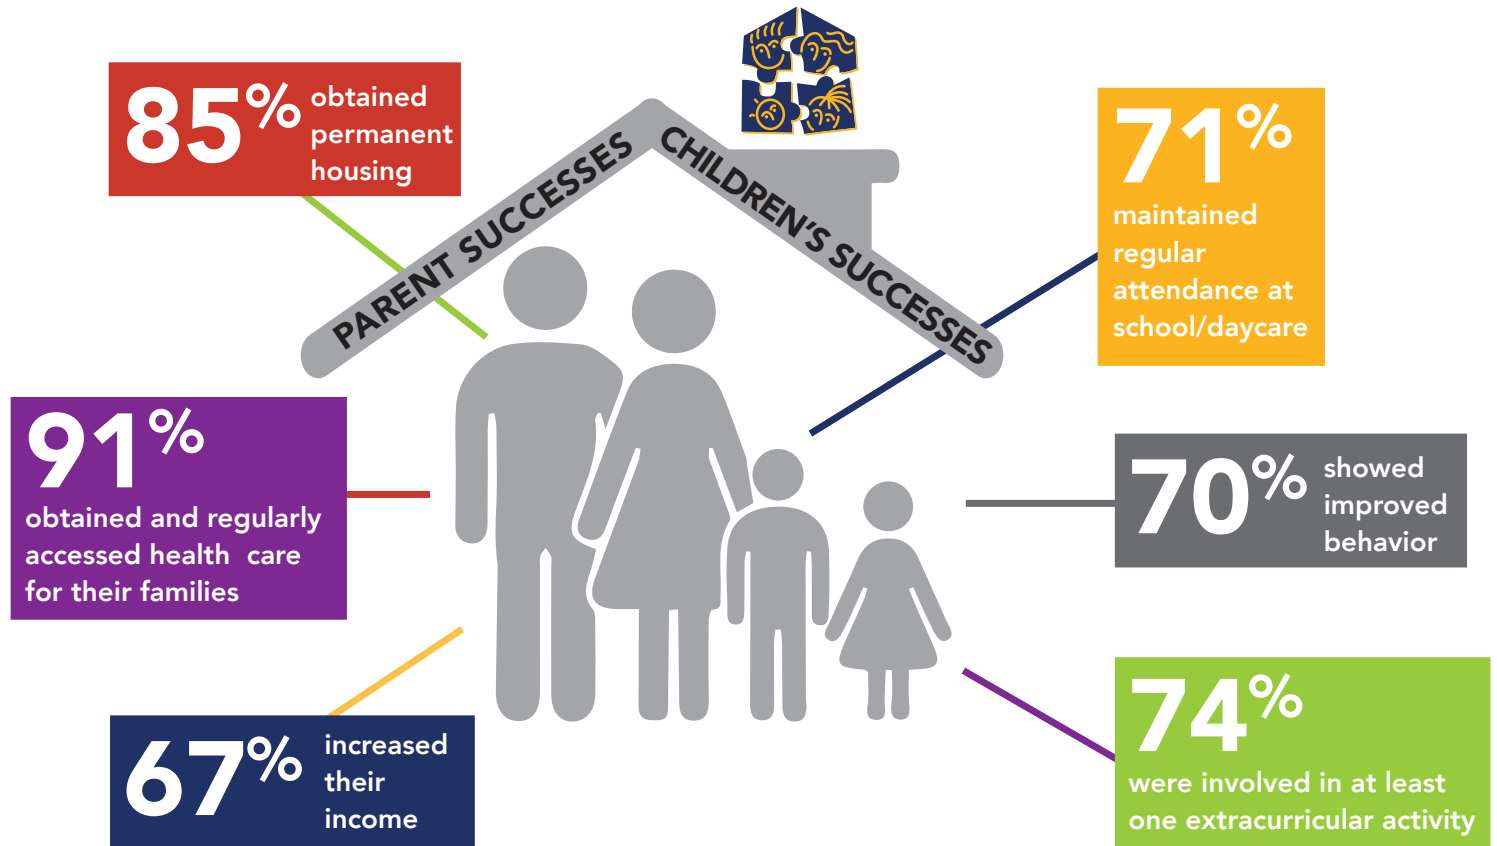 PARENT SUCCESSES
85% obtained
permanent
housing
91%
obtained and regularly
accessed health care
for their families
67% increased
their
income
CHILDREN'S SUCCESSES
71%
maintained
regular
attendance at
school/daycare
70% showed
improved
behavior
74%
were involved in at least
one extracurricular activity